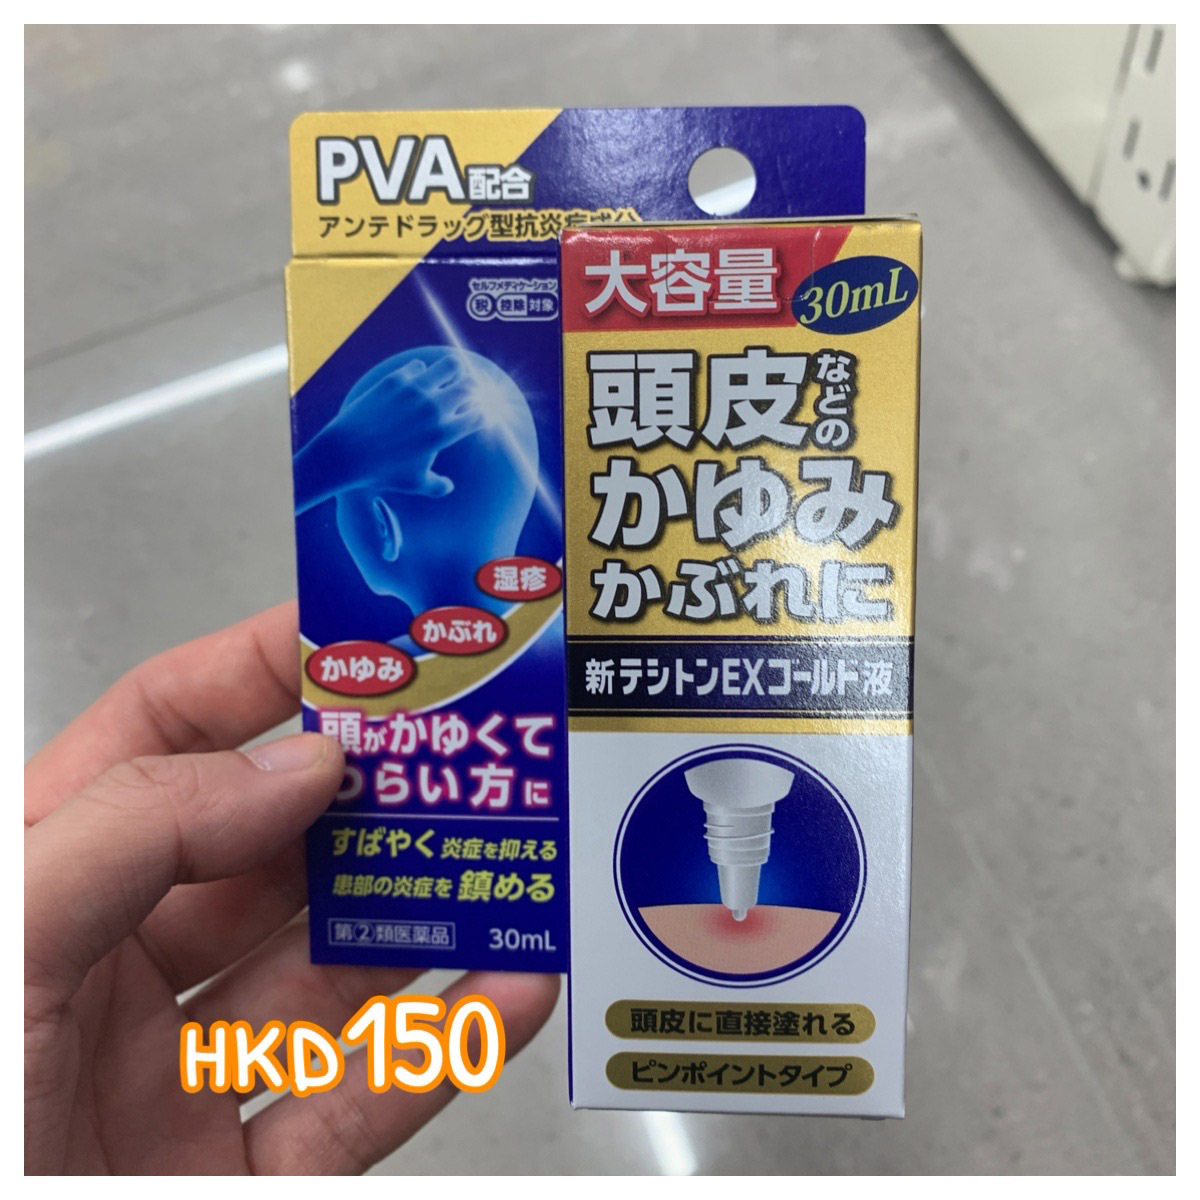 PVA配合
アンテドラッグ型抗炎症成分
セルフメディケーション
税 控除 対象
湿疹
かぶれ
かゆみ
頭がかゆくて
つらい方に
すばやく炎症を抑える
患部の炎症を鎮める
指②類医薬品 30mL
大容量 30mL
頭皮などの
かゆみ
かぶれに
新テシトンEXゴールド液
頭皮に直接塗れる
ピンポイントタイプ
HKD150